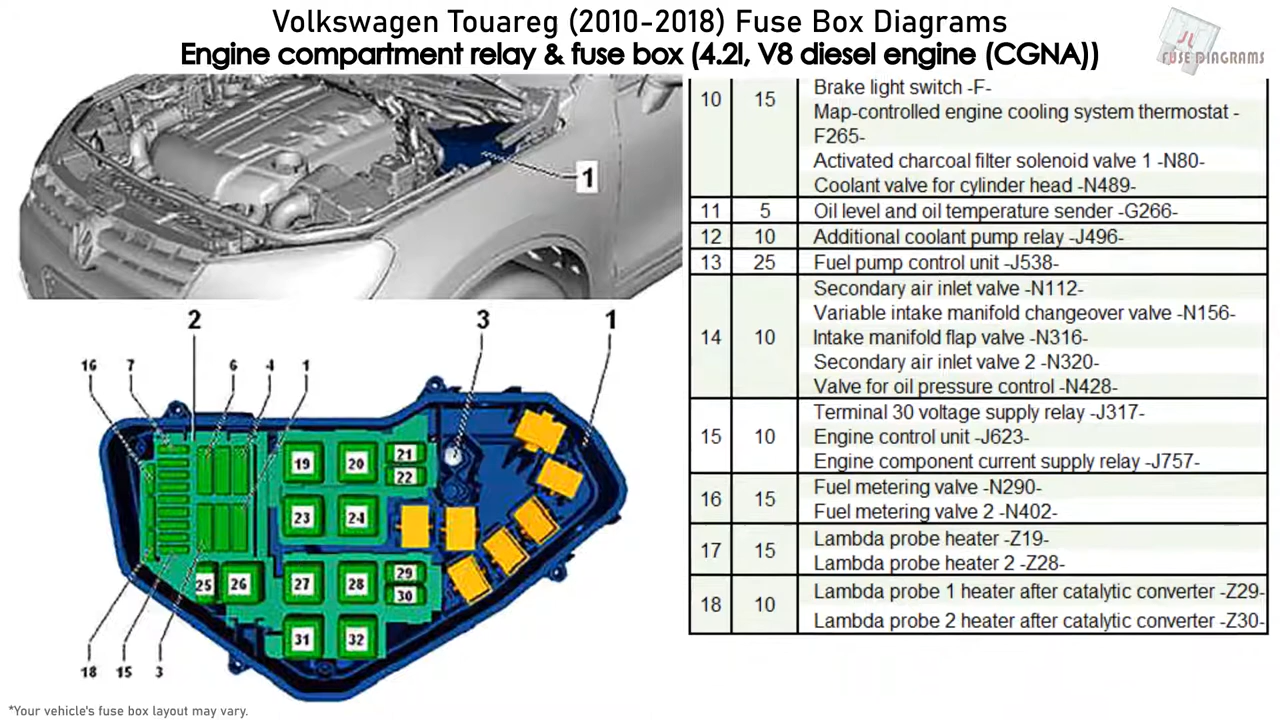 Volkswagen Touareg (2010-2018) Fuse Box Diagrams
Engine compartment relay & fuse box (4.2l, V8 diesel engine (CGNA))
JL
FUSE DIAGRAMS
1
2
3
1
16
7
6
4
1
19
20
21
22
23
24
25
26
27
28
29
30
31
32
18
15
3
10 15 Brake light switch -F-
Map-controlled engine cooling system thermostat -
F265-
Activated charcoal filter solenoid valve 1 -N80-
Coolant valve for cylinder head -N489-
11 5 Oil level and oil temperature sender -G266-
12 10 Additional coolant pump relay -J496-
13 25 Fuel pump control unit -J538-
14 10 Secondary air inlet valve -N112-
Variable intake manifold changeover valve -N156-
Intake manifold flap valve -N316-
Secondary air inlet valve 2 -N320-
Valve for oil pressure control -N428-
15 10 Terminal 30 voltage supply relay -J317-
Engine control unit -J623-
Engine component current supply relay -J757-
16 15 Fuel metering valve -N290-
Fuel metering valve 2 -N402-
17 15 Lambda probe heater -Z19-
Lambda probe heater 2 -Z28-
18 10 Lambda probe 1 heater after catalytic converter -Z29-
Lambda probe 2 heater after catalytic converter -Z30-
*Your vehicle's fuse box layout may vary.